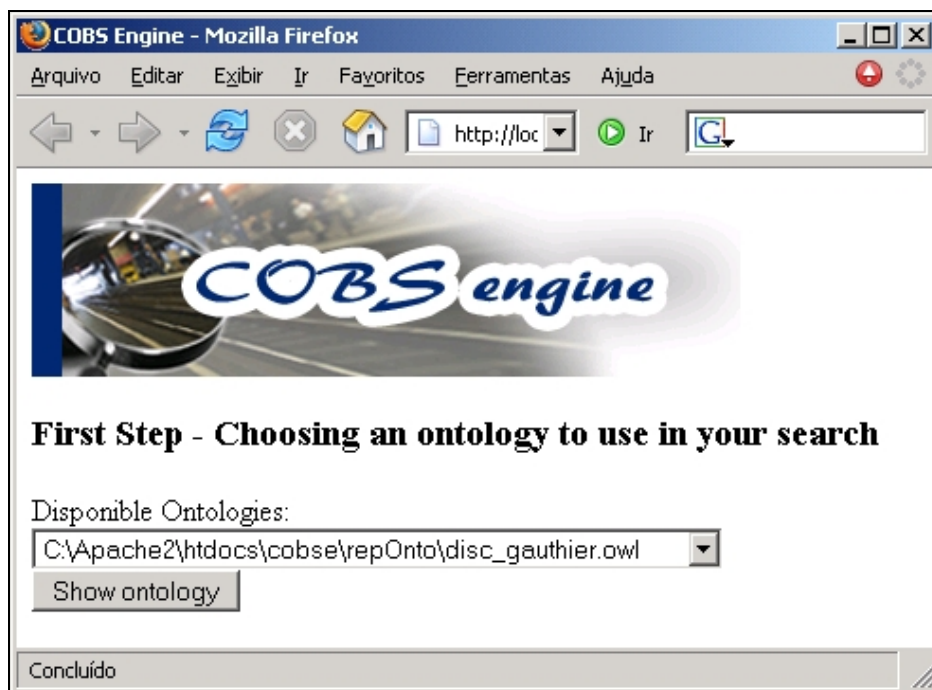 COBS Engine - Mozilla Firefox
Arquivo Editar Exibir Ir Favoritos Ferramentas Ajuda
http://loc Ir G
COBS engine
First Step - Choosing an ontology to use in your search
Disponible Ontologies:
C:\Apache2\htdocs\cobse\repOnto\disc_gauthier.owl
Show ontology
Concluído